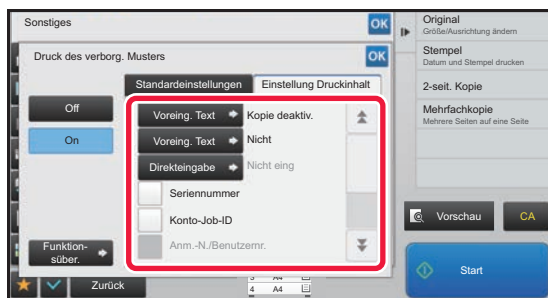 Sonstiges
OK
Druck des verborg. Musters
OK
Standardeinstellungen
Einstellung Druckinhalt
Off
On
Voreing. Text
Kopie deaktiv.
Voreing. Text
Nicht
Direkteingabe
Nicht eing
Seriennummer
Konto-Job-ID
Anm.-N./Benutzernr.
Funktion-
süber.
Zurück
3 A4
4 A4
Original
Größe/Ausrichtung ändern
Stempel
Datum und Stempel drucken
2-seit. Kopie
Mehrfachkopie
Mehrere Seiten auf eine Seite
Vorschau
CA
Start